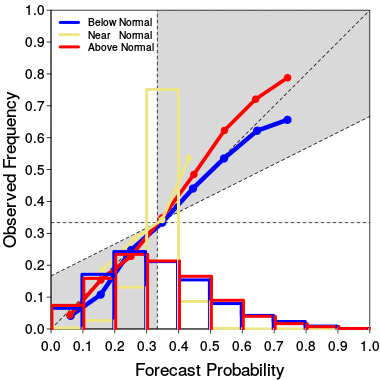 Below Normal
Near Normal
Above Normal
Observed Frequency
1.0
0.9
0.8
0.7
0.6
0.5
0.4
0.3
0.2
0.1
0.0
0.0 0.1 0.2 0.3 0.4 0.5 0.6 0.7 0.8 0.9 1.0
Forecast Probability